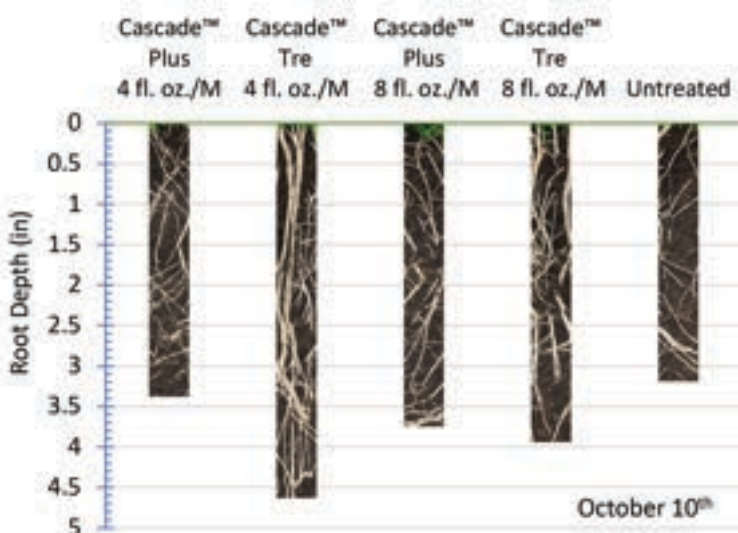 Cascade™ Plus 4 fl. oz./M
Cascade™ Tre 4 fl. oz./M
Cascade™ Plus 8 fl. oz./M
Cascade™ Tre 8 fl. oz./M
Untreated
Root Depth (in)
0
0.5
1
1.5
2
2.5
3
3.5
4
4.5
5
October 10th